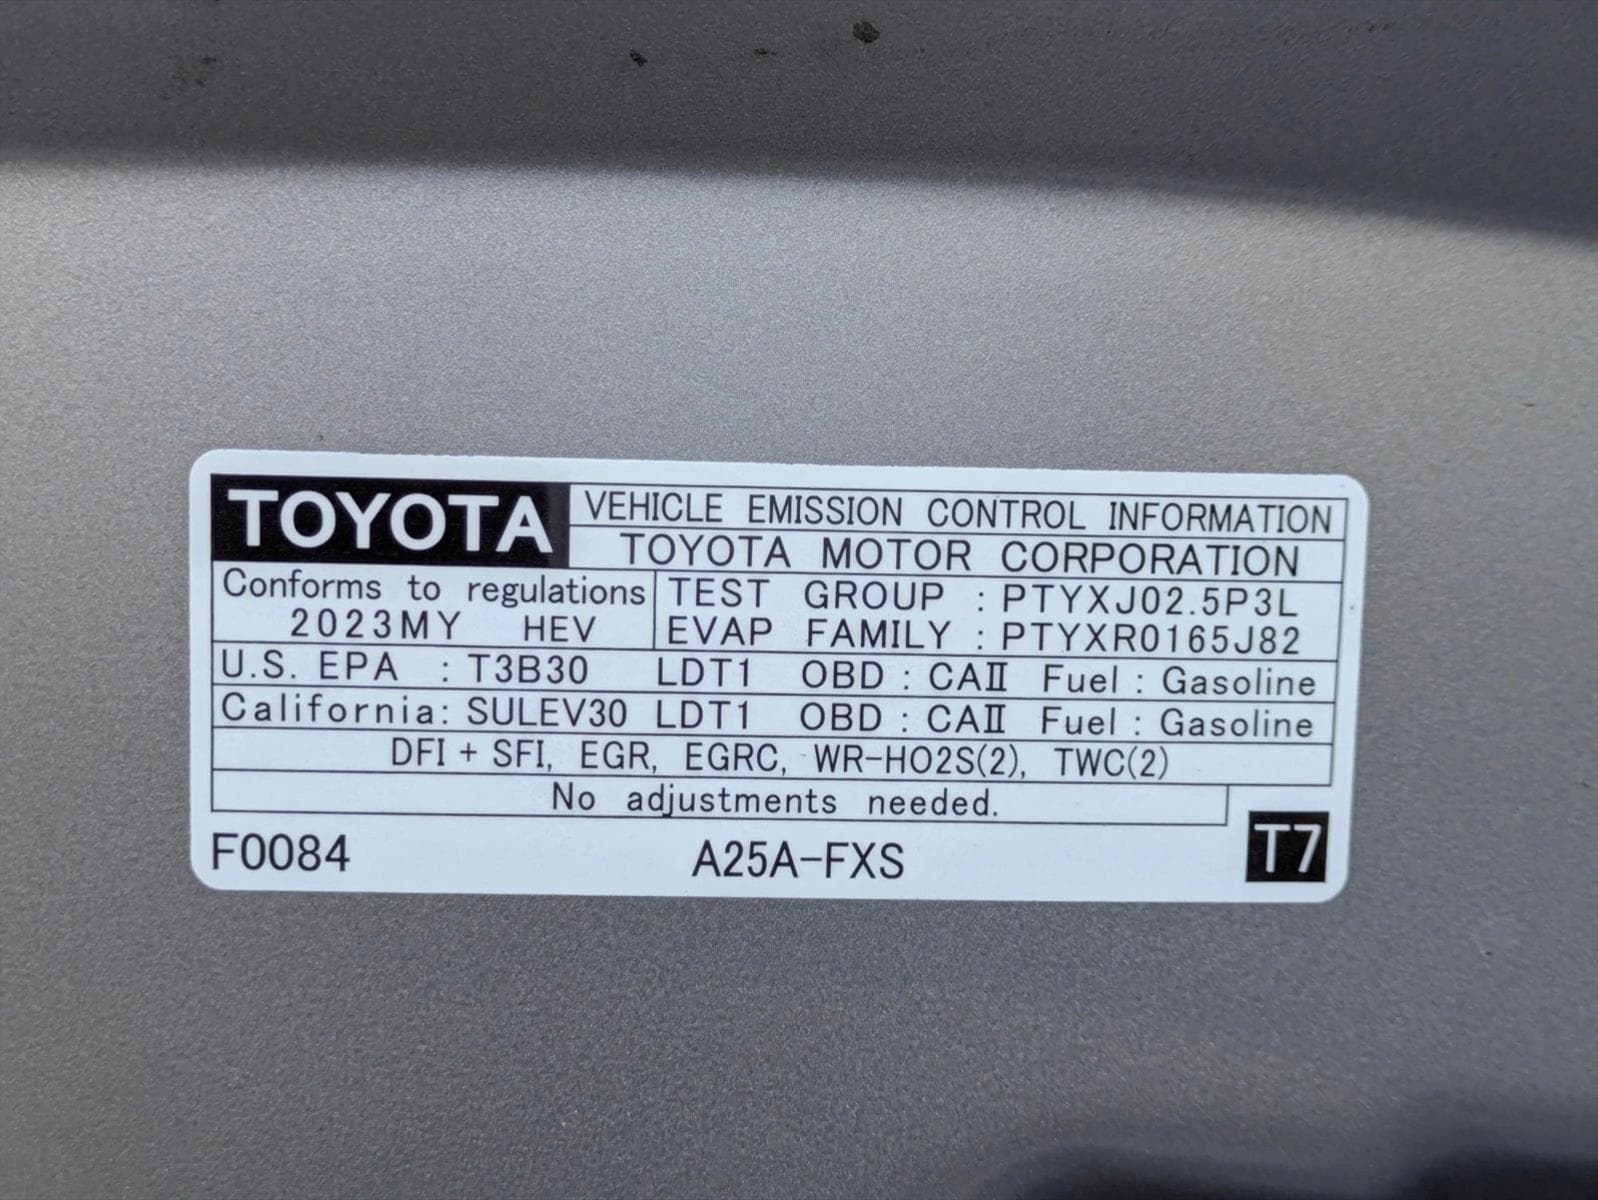 TOYOTA VEHICLE EMISSION CONTROL INFORMATION
TOYOTA MOTOR CORPORATION
Conforms to regulations
2023MY HEV
TEST GROUP : PTYXJ02.5P3L
EVAP FAMILY : PTYXR0165J82
U.S. EPA : T3B30 LDT1 OBD : CAⅡ Fuel : Gasoline
California: SULEV30 LDT1 OBD : CAⅡ Fuel : Gasoline
DFI + SFI, EGR, EGRC, WR-HO2S(2), TWC(2)
No adjustments needed.
F0084 A25A-FXS T7